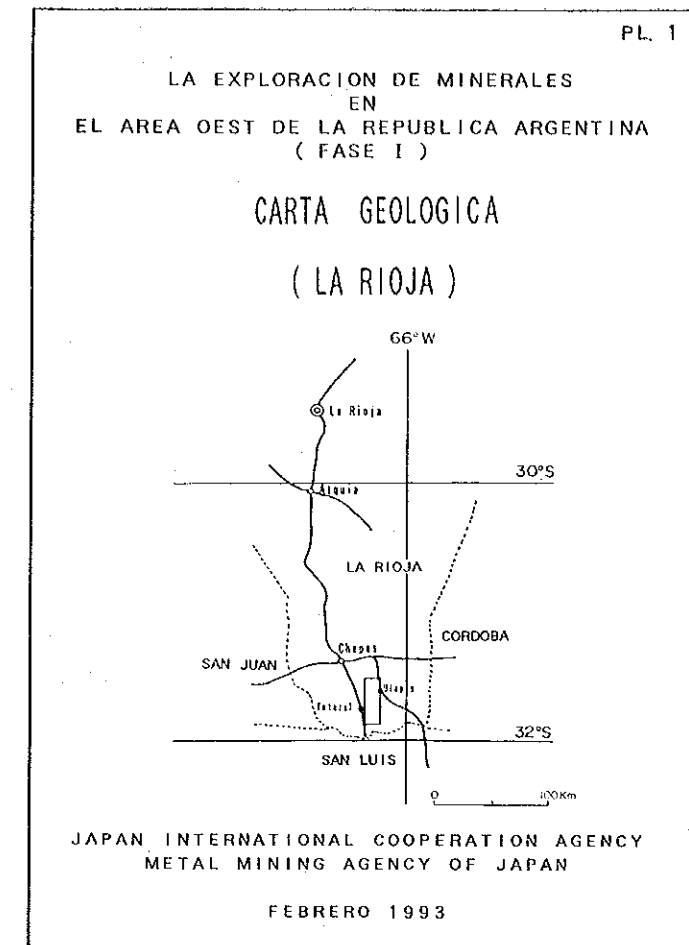 PL. 1
LA EXPLORACION DE MINERALES
EN
EL AREA OEST DE LA REPUBLICA ARGENTINA
( FASE I )
CARTA GEOLOGICA
( LA RIOJA )
66°W
La Rioja
30°S
LA RIOJA
CORDOBA
Chepes
SAN JUAN
32°S
SAN LUIS
0 100Km
JAPAN INTERNATIONAL COOPERATION AGENCY
METAL MINING AGENCY OF JAPAN
FEBRERO 1993